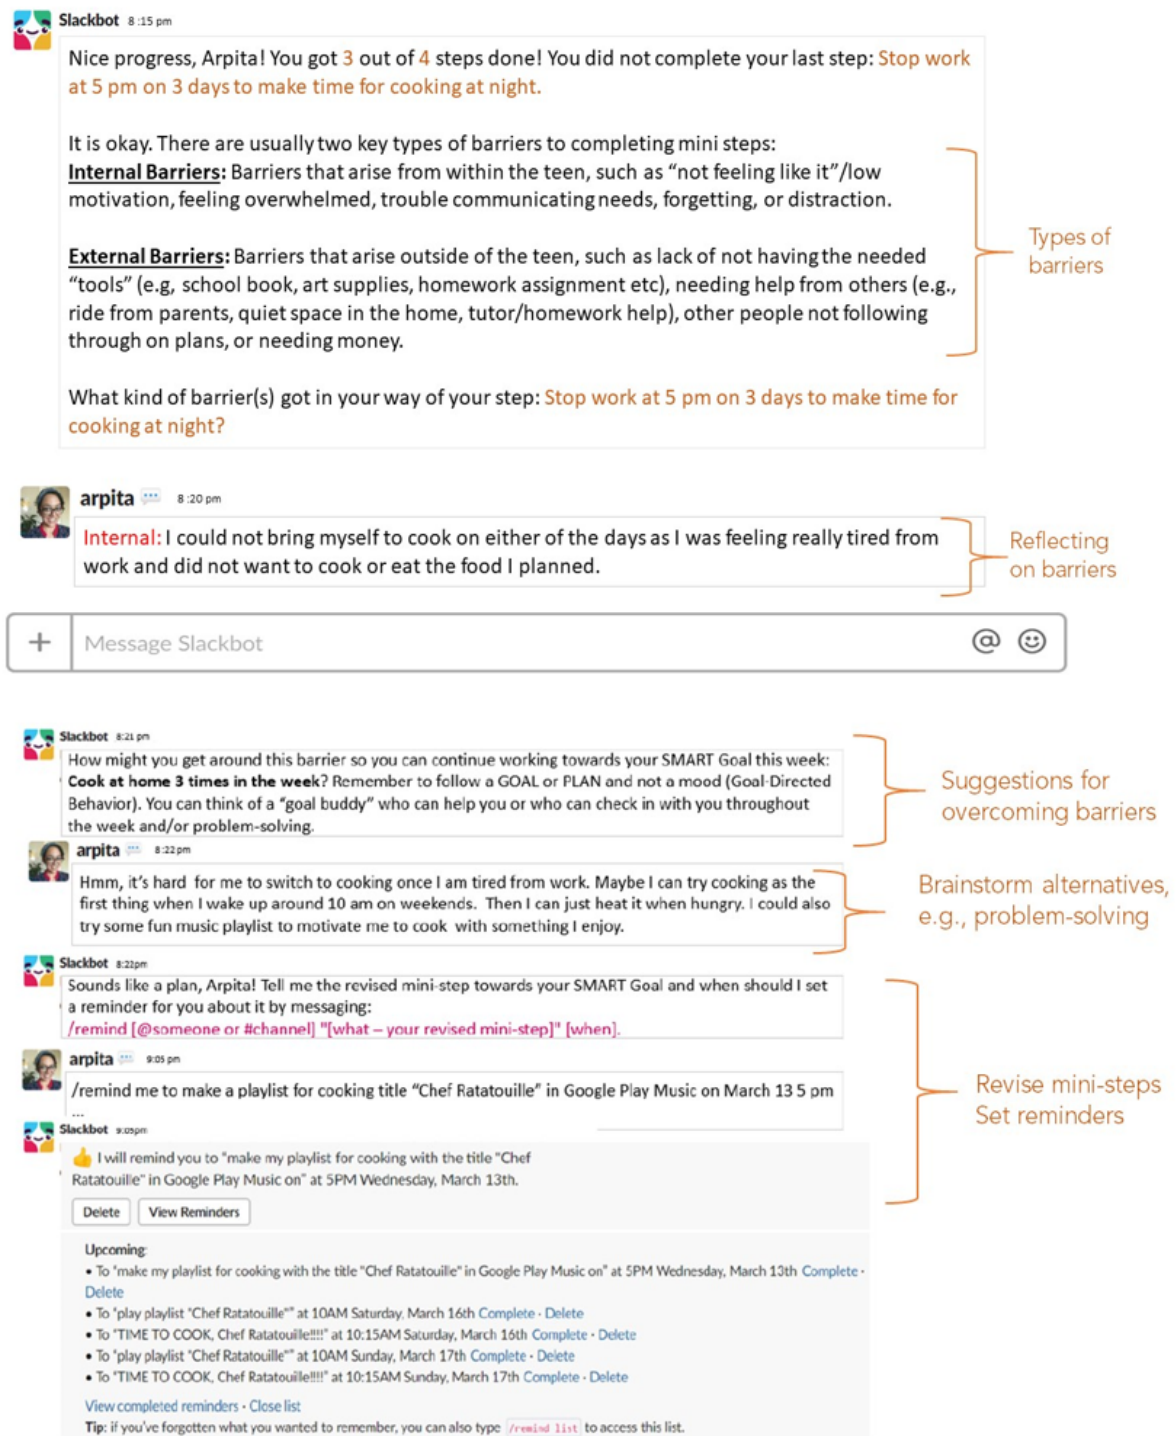 Slackbot 8:15 pm
Nice progress, Arpita! You got 3 out of 4 steps done! You did not complete your last step: Stop work
at 5 pm on 3 days to make time for cooking at night.
It is okay. There are usually two key types of barriers to completing mini steps:
Internal Barriers: Barriers that arise from within the teen, such as “not feeling like it”/low
motivation, feeling overwhelmed, trouble communicating needs, forgetting, or distraction.
External Barriers: Barriers that arise outside of the teen, such as lack of not having the needed
“tools” (e.g, school book, art supplies, homework assignment etc), needing help from others (e.g.,
ride from parents, quiet space in the home, tutor/homework help), other people not following
through on plans, or needing money.
Types of
barriers
What kind of barrier(s) got in your way of your step: Stop work at 5 pm on 3 days to make time for
cooking at night?
arpita 8:20 pm
Internal: I could not bring myself to cook on either of the days as I was feeling really tired from
work and did not want to cook or eat the food I planned.
Reflecting
on barriers
+ Message Slackbot @
Slackbot 8:21 pm
How might you get around this barrier so you can continue working towards your SMART Goal this week:
Cook at home 3 times in the week? Remember to follow a GOAL or PLAN and not a mood (Goal-Directed
Behavior). You can think of a “goal buddy” who can help you or who can check in with you throughout
the week and/or problem-solving.
Suggestions for
overcoming barriers
arpita 8:22 pm
Hmm, it’s hard for me to switch to cooking once I am tired from work. Maybe I can try cooking as the
first thing when I wake up around 10 am on weekends. Then I can just heat it when hungry. I could also
try some fun music playlist to motivate me to cook with something I enjoy.
Brainstorm alternatives,
e.g., problem-solving
Slackbot 8:22pm
Sounds like a plan, Arpita! Tell me the revised mini-step towards your SMART Goal and when should I set
a reminder for you about it by messaging:
/remind [@someone or #channel] "[what – your revised mini-step]" [when].
arpita 9:05 pm
/remind me to make a playlist for cooking title “Chef Ratatouille” in Google Play Music on March 13 5 pm
...
Revise mini-steps
Set reminders
Slackbot 9:05pm
I will remind you to "make my playlist for cooking with the title "Chef
Ratatouille" in Google Play Music on" at 5PM Wednesday, March 13th.
Delete View Reminders
Upcoming:
• To "make my playlist for cooking with the title "Chef Ratatouille" in Google Play Music on" at 5PM Wednesday, March 13th Complete ·
Delete
• To "play playlist "Chef Ratatouille"" at 10AM Saturday, March 16th Complete · Delete
• To "TIME TO COOK, Chef Ratatouille!!!!" at 10:15AM Saturday, March 16th Complete · Delete
• To "play playlist "Chef Ratatouille"" at 10AM Sunday, March 17th Complete · Delete
• To "TIME TO COOK, Chef Ratatouille!!!!" at 10:15AM Sunday, March 17th Complete · Delete
View completed reminders · Close list
Tip: if you've forgotten what you wanted to remember, you can also type /remind list to access this list.